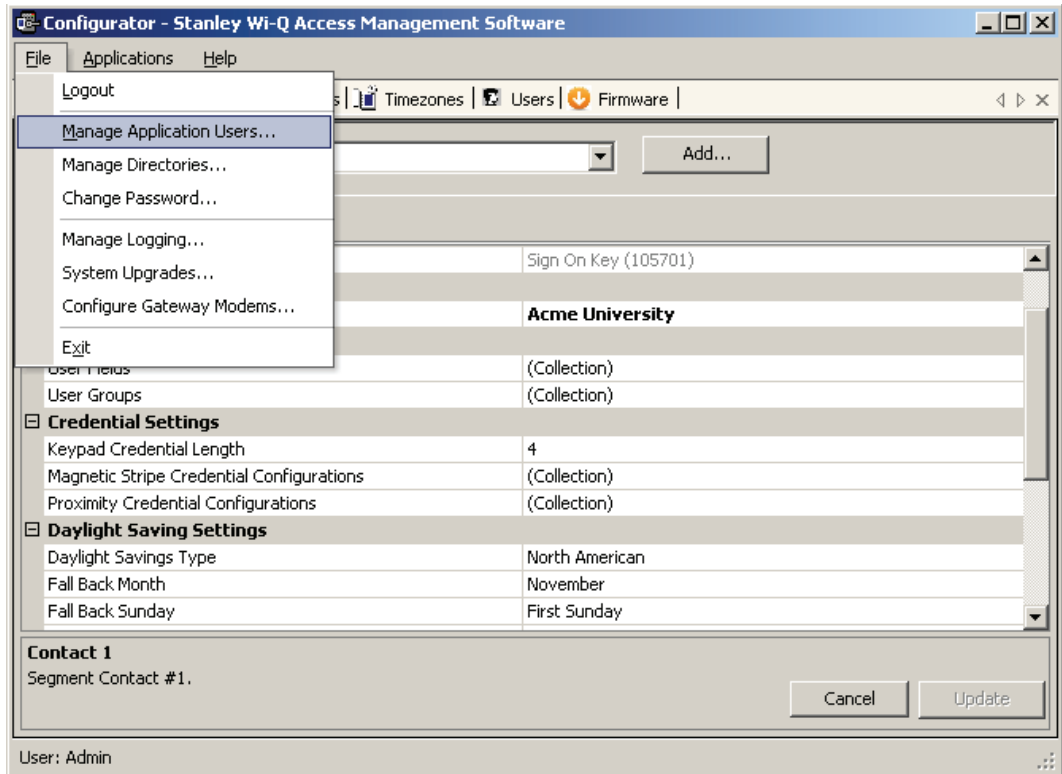 Configurator - Stanley Wi-Q Access Management Software
File Applications Help
Logout
Manage Application Users...
Manage Directories...
Change Password...
Manage Logging...
System Upgrades...
Configure Gateway Modems...
Exit
s Timezones Users Firmware
Add...
Sign On Key (105701)
Acme University
User Fields (Collection)
User Groups (Collection)
Credential Settings
Keypad Credential Length 4
Magnetic Stripe Credential Configurations (Collection)
Proximity Credential Configurations (Collection)
Daylight Saving Settings
Daylight Savings Type North American
Fall Back Month November
Fall Back Sunday First Sunday
Contact 1
Segment Contact #1.
Cancel Update
User: Admin